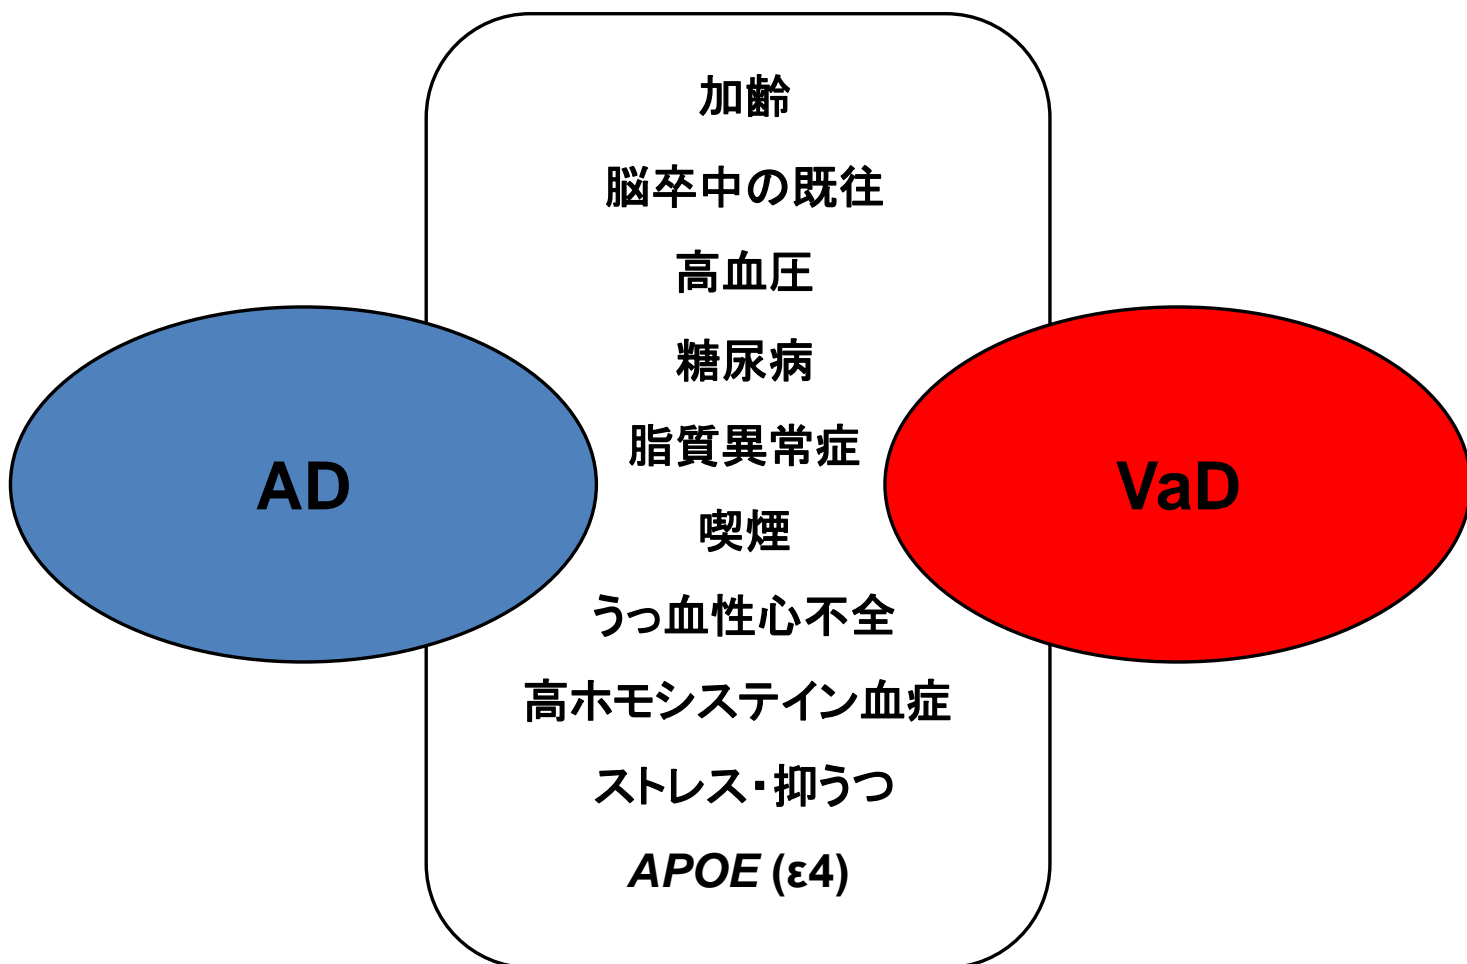 加齢
脳卒中の既往
高血圧
糖尿病
脂質異常症
AD
VaD
喫煙
うっ血性心不全
高ホモシステイン血症
ストレス・抑うつ
APOE (ε4)